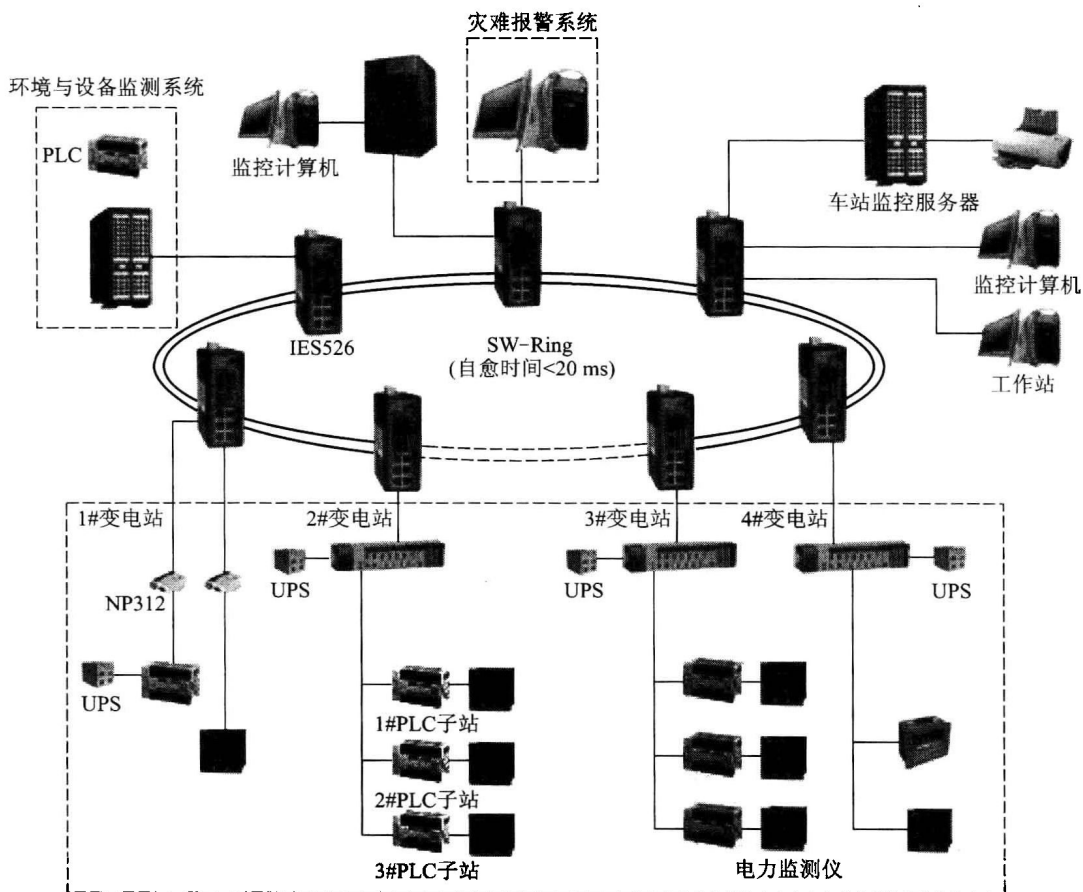 灾难报警系统
环境与设备监测系统
PLC
监控计算机
车站监控服务器
监控计算机
IES526
SW-Ring
(自愈时间<20 ms)
工作站
1#变电站
2#变电站
3#变电站
4#变电站
NP312
UPS
UPS
UPS
UPS
1#PLC子站
2#PLC子站
3#PLC子站
电力监测仪